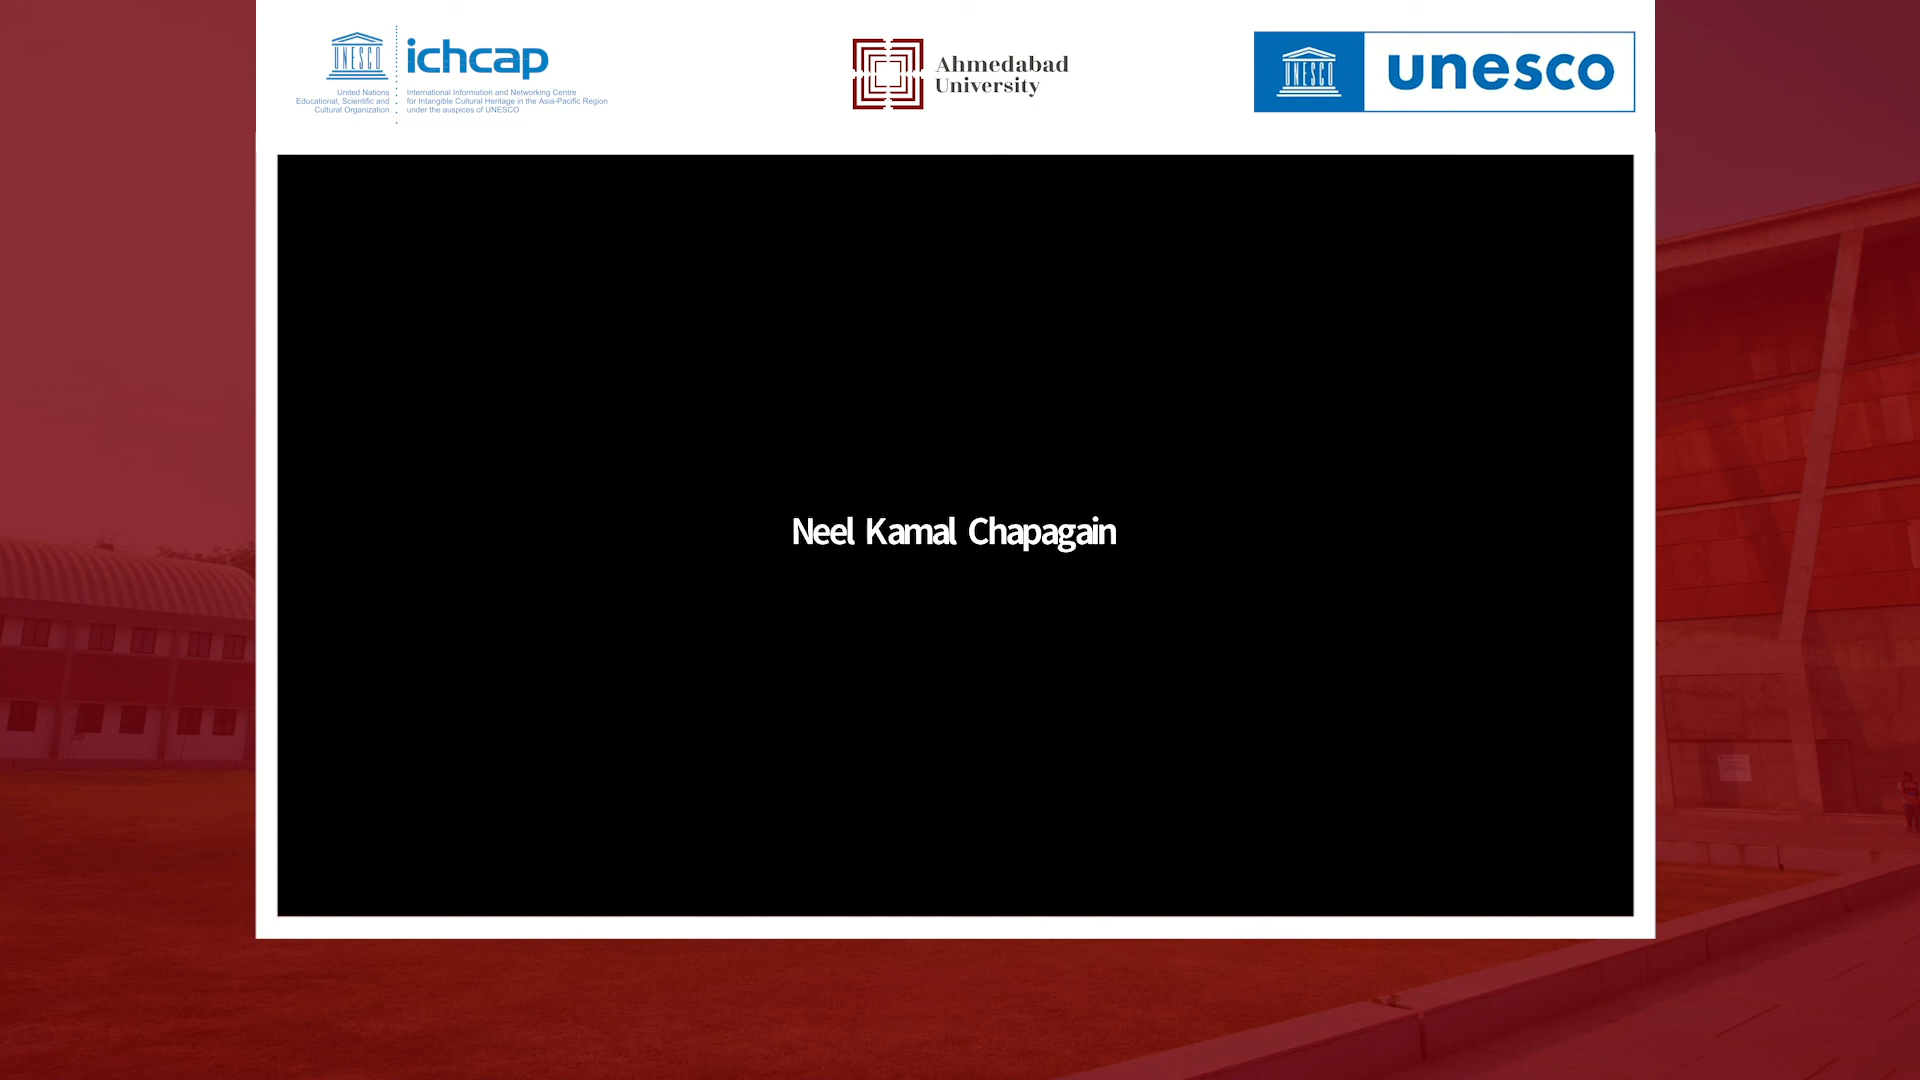 UNESCO
United Nations
Educational, Scientific and
Cultural Organization
ichcap
International Information and Networking Centre
for Intangible Cultural Heritage in the Asia-Pacific Region
under the auspices of UNESCO
Ahmedabad
University
UNESCO
unesco
Neel Kamal Chapagain